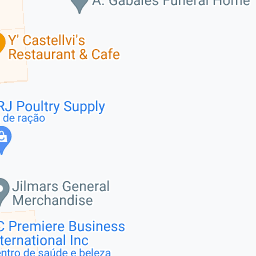 A. Gabales Funeral Home
Y' Castellvi's
Restaurant & Cafe
RJ Poultry Supply
de ração
Jilmars General
Merchandise
C Premiere Business
nternational Inc
entro de saúde e beleza